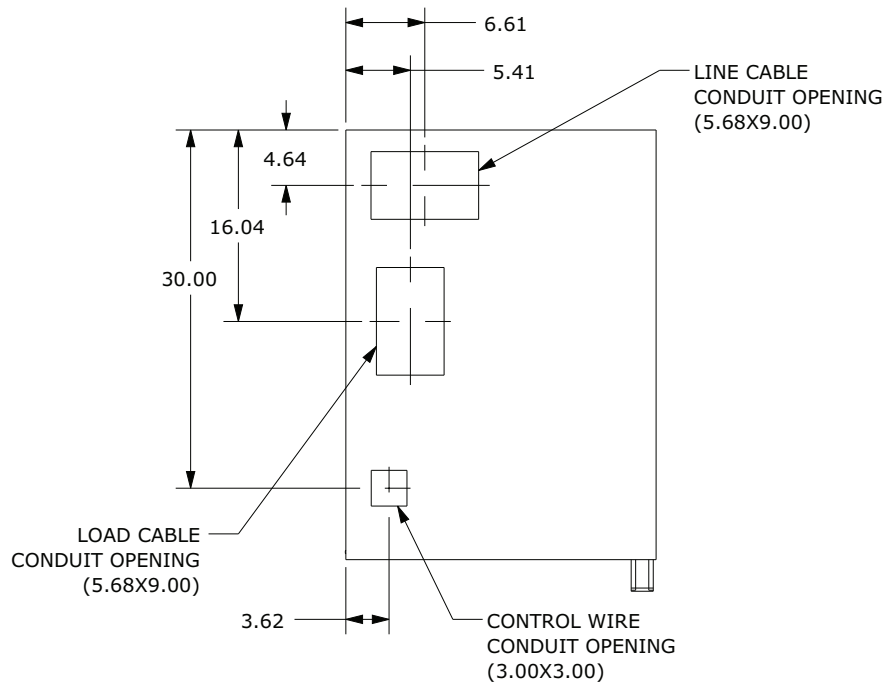 6.61
5.41
LINE CABLE
CONDUIT OPENING
(5.68X9.00)
4.64
16.04
30.00
LOAD CABLE
CONDUIT OPENING
(5.68X9.00)
3.62
CONTROL WIRE
CONDUIT OPENING
(3.00X3.00)